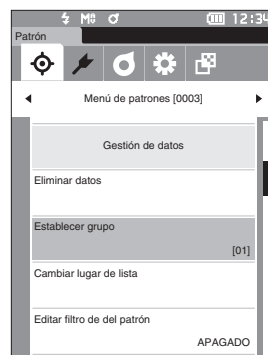 M 12:34
Patrón
Menú de patrones [0003]
Gestión de datos
Eliminar datos
Establecer grupo
[01]
Cambiar lugar de lista
Editar filtro de del patrón
APAGADO